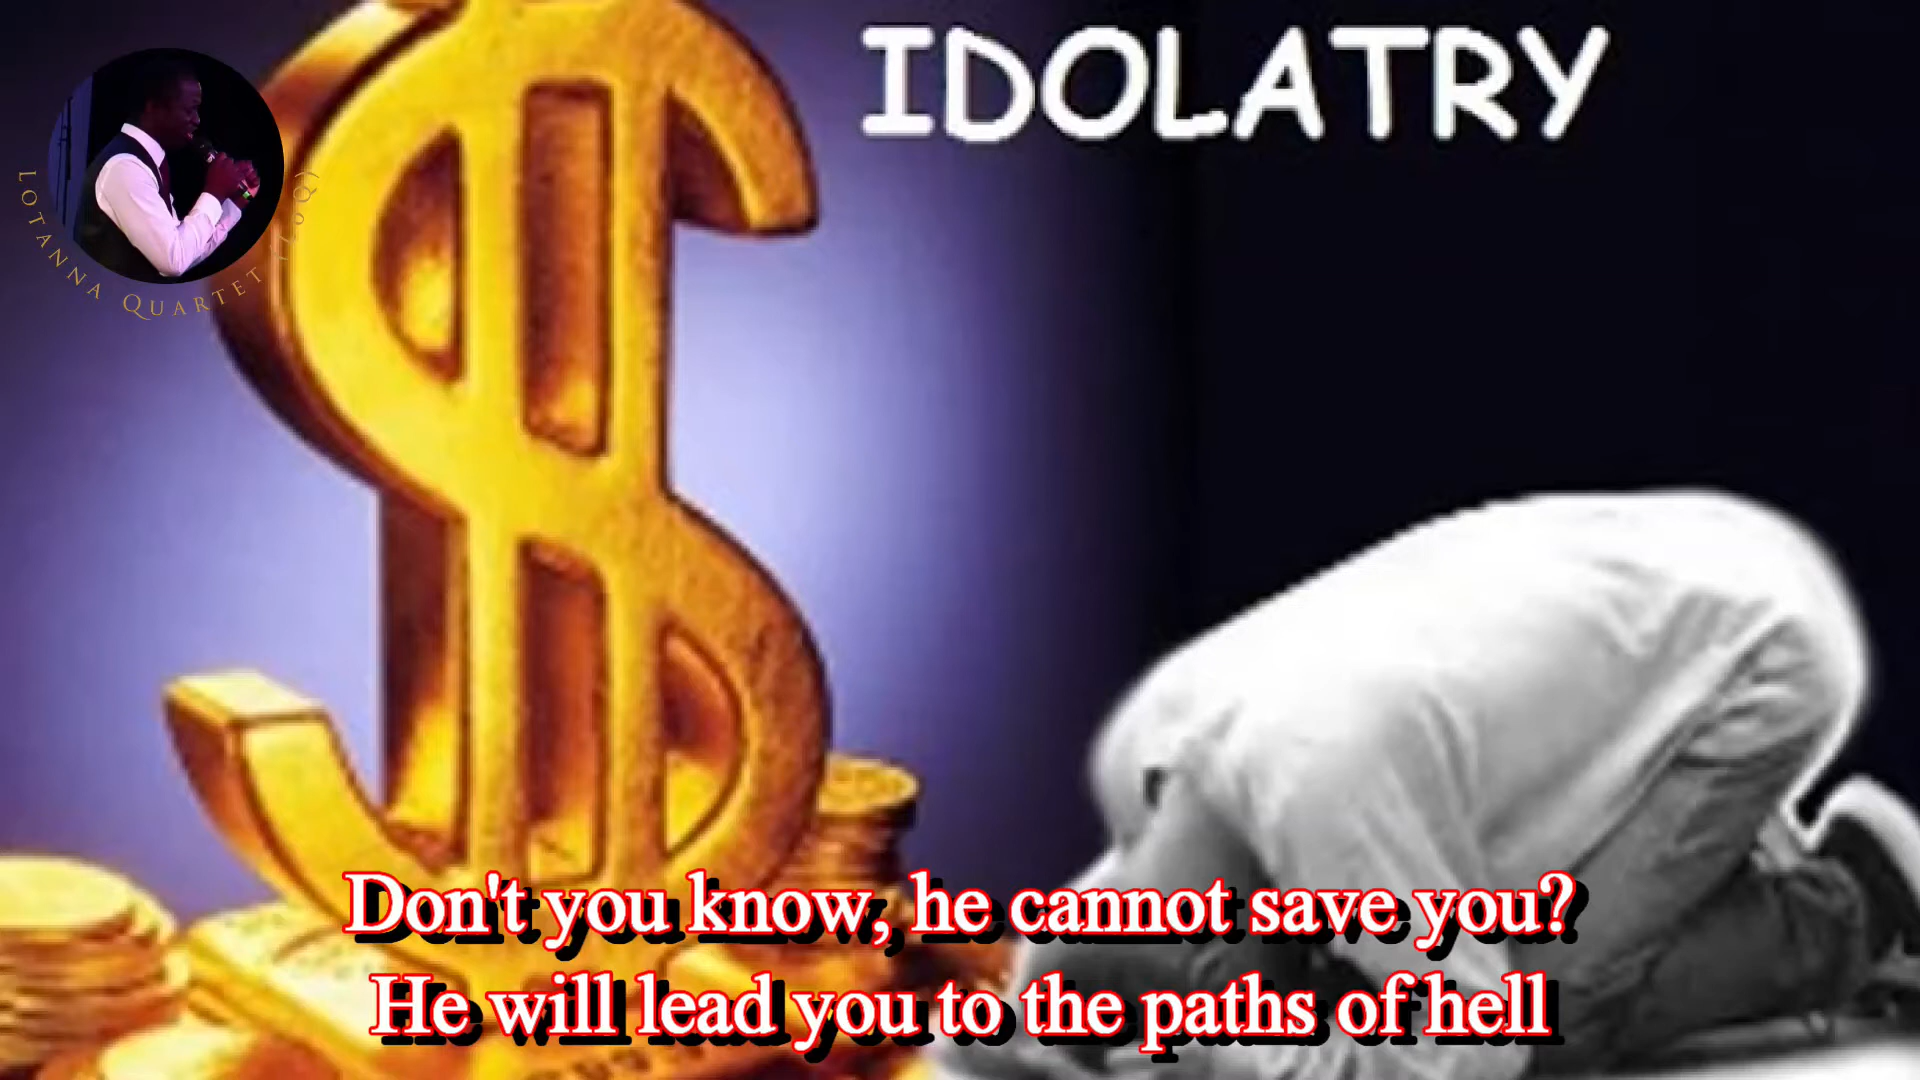 IDOLATRY
LOTANNA QUARTET (LOQ)
Don't you know, he cannot save you?
He will lead you to the paths of hell